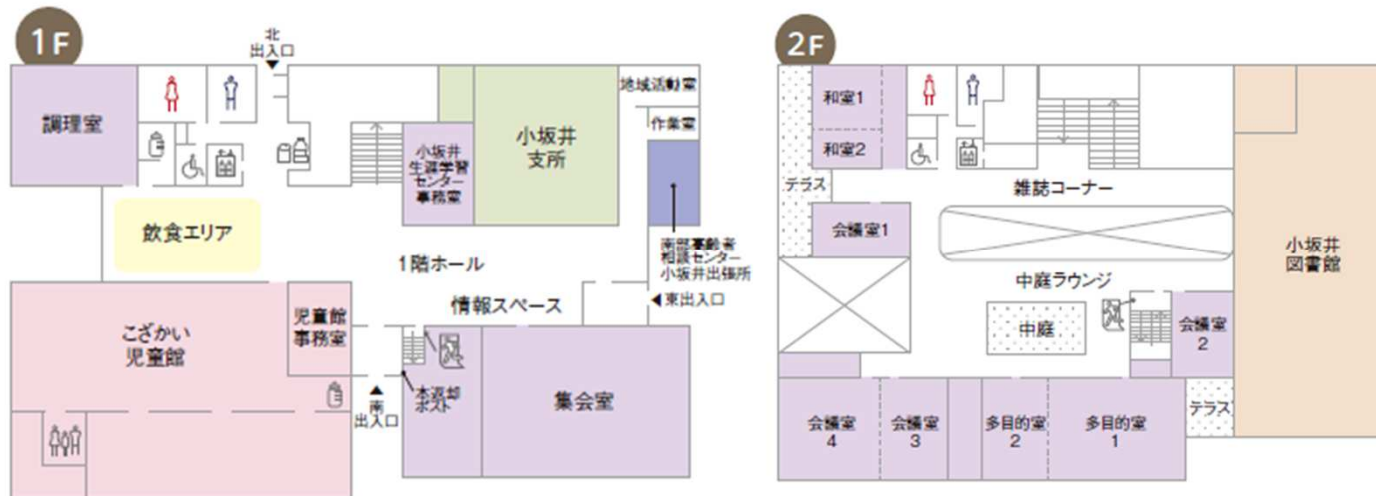 1F
北
出入口
調理室
小坂井
生涯学習
センター
事務室
小坂井
支所
地域活動室
作業室
飲食エリア
1階ホール
南部高齢者
相談センター
小坂井出張所
情報スペース
◀東出入口
こざかい
児童館
児童館
事務室
本返却
ポスト
▲
南
出入口
集会室
2F
和室1
和室2
テラス
雑誌コーナー
会議室1
小坂井
図書館
中庭ラウンジ
中庭
会議室
2
テラス
会議室
4
会議室
3
多目的室
2
多目的室
1